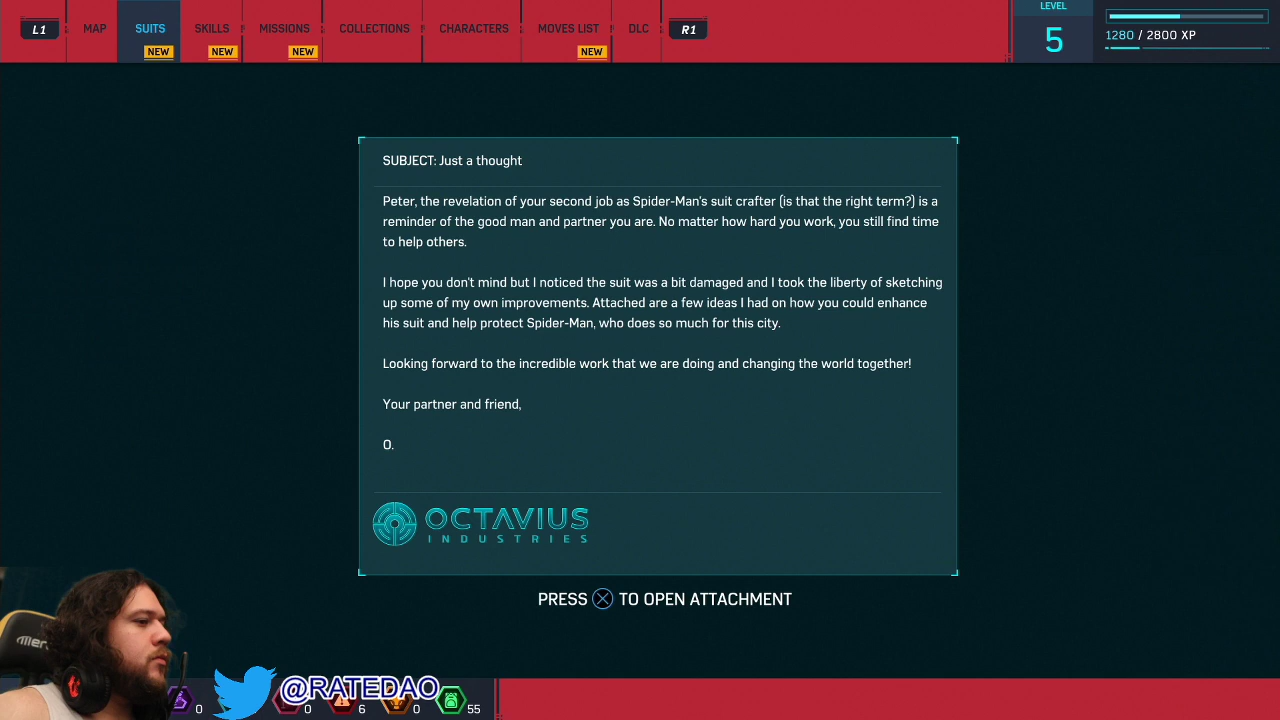 L1 MAP SUITS SKILLS MISSIONS COLLECTIONS CHARACTERS MOVES LIST DLC R1
NEW NEW NEW NEW
LEVEL
5
1280 / 2800 XP
SUBJECT: Just a thought
Peter, the revelation of your second job as Spider-Man's suit crafter (is that the right term?) is a
reminder of the good man and partner you are. No matter how hard you work, you still find time
to help others.
I hope you don't mind but I noticed the suit was a bit damaged and I took the liberty of sketching
up some of my own improvements. Attached are a few ideas I had on how you could enhance
his suit and help protect Spider-Man, who does so much for this city.
Looking forward to the incredible work that we are doing and changing the world together!
Your partner and friend,
O.
OCTAVIUS
INDUSTRIES
PRESS TO OPEN ATTACHMENT
@RATEDAO
0 0 6 0 55